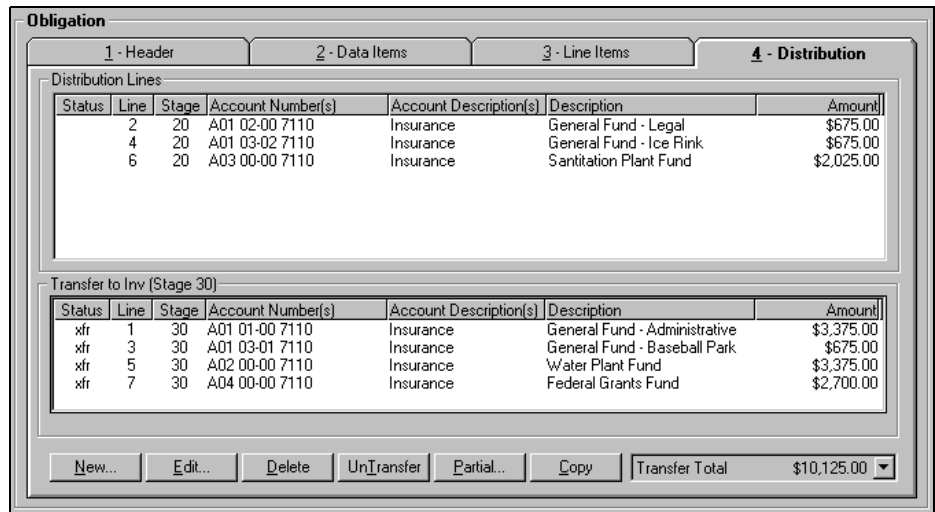 Obligation
1 - Header 2 - Data Items 3 - Line Items 4 - Distribution
Distribution Lines
Status Line Stage Account Number(s) Account Description(s) Description Amount
2 20 A01 02-00 7110 Insurance General Fund - Legal $675.00
4 20 A01 03-02 7110 Insurance General Fund - Ice Rink $675.00
6 20 A03 00-00 7110 Insurance Santitation Plant Fund $2,025.00
Transfer to Inv (Stage 30)
Status Line Stage Account Number(s) Account Description(s) Description Amount
xfr 1 30 A01 01-00 7110 Insurance General Fund - Administrative $3,375.00
xfr 3 30 A01 03-01 7110 Insurance General Fund - Baseball Park $675.00
xfr 5 30 A02 00-00 7110 Insurance Water Plant Fund $3,375.00
xfr 7 30 A04 00-00 7110 Insurance Federal Grants Fund $2,700.00
New... Edit... Delete UnTransfer Partial... Copy Transfer Total $10,125.00